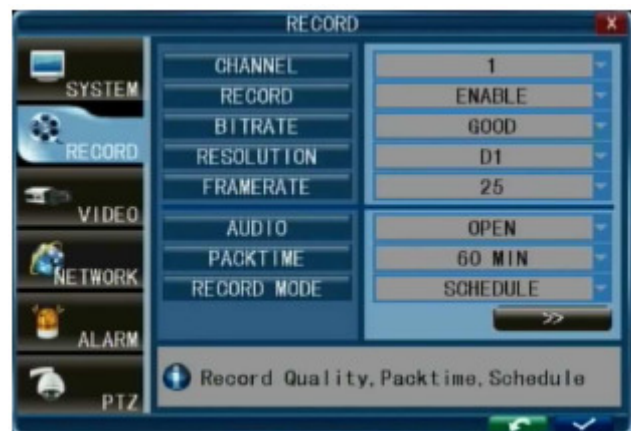 RECORD
X
SYSTEM
RECORD
VIDEO
NETWORK
ALARM
PTZ
CHANNEL 1
RECORD ENABLE
BITRATE GOOD
RESOLUTION D1
FRAMERATE 25
AUDIO OPEN
PACKTIME 60 MIN
RECORD MODE SCHEDULE
>>
Record Quality,Packtime,Schedule